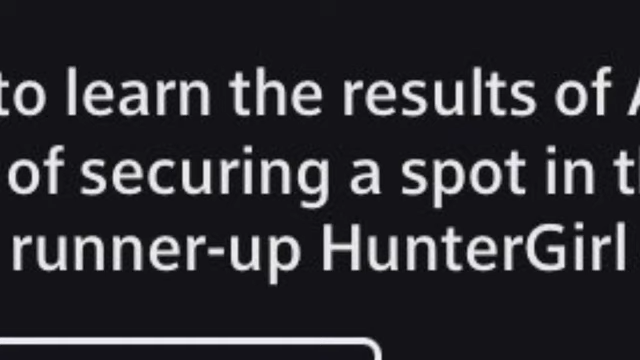 to learn the results of
of securing a spot in
runner-up HunterGirl